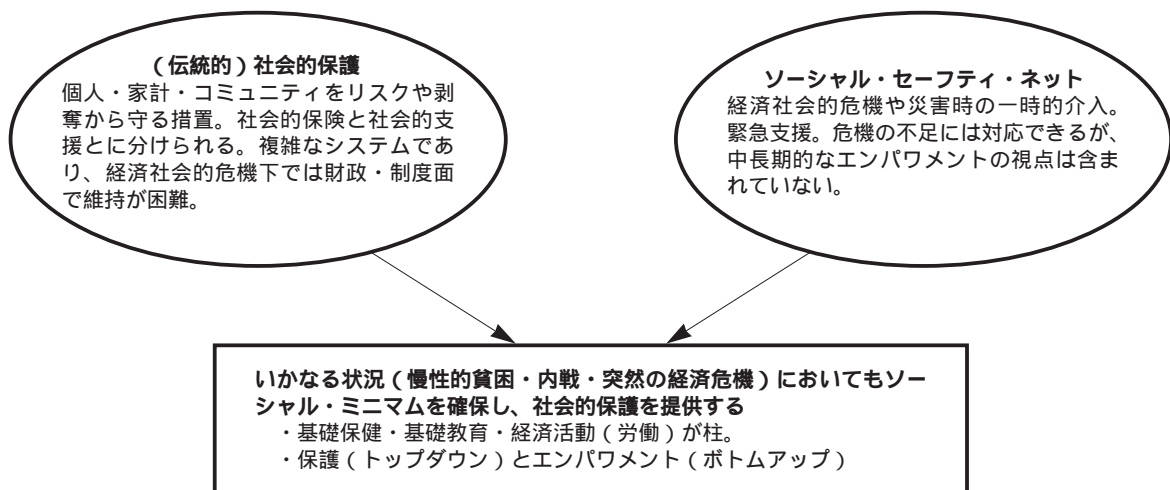 (伝統的)社会的保護
個人・家計・コミュニティをリスクや剥
奪から守る措置。社会的保険と社会的支
援とに分けられる。複雑なシステムであ
り、経済社会的危機下では財政・制度面
で維持が困難。
ソーシャル・セーフティ・ネット
経済社会的危機や災害時の一時的介入。
緊急支援。危機の不足には対応できるが、
中長期的なエンパワメントの視点は含ま
れていない。
いかなる状況(慢性的貧困・内戦・突然の経済危機)においてもソー
シャル・ミニマムを確保し、社会的保護を提供する
・基礎保健・基礎教育・経済活動(労働)が柱。
・保護(トップダウン)とエンパワメント(ボトムアップ)